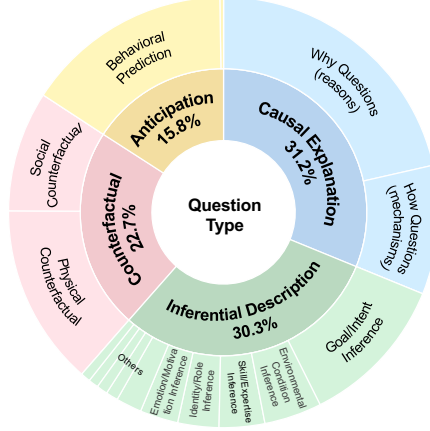 Question
Type
Causal Explanation
31.2%
Why Questions
(reasons)
How Questions
(mechanisms)
Inferential Description
30.3%
Goal/Intent
Inference
Environmental
Condition
Inference
Skill/Expertise
Inference
Identity/Role
Inference
Emotion/Motiva
tion Inference
Others
Counterfactual
22.7%
Physical
Counterfactual
Social
Counterfactual
Anticipation
15.8%
Behavioral
Prediction